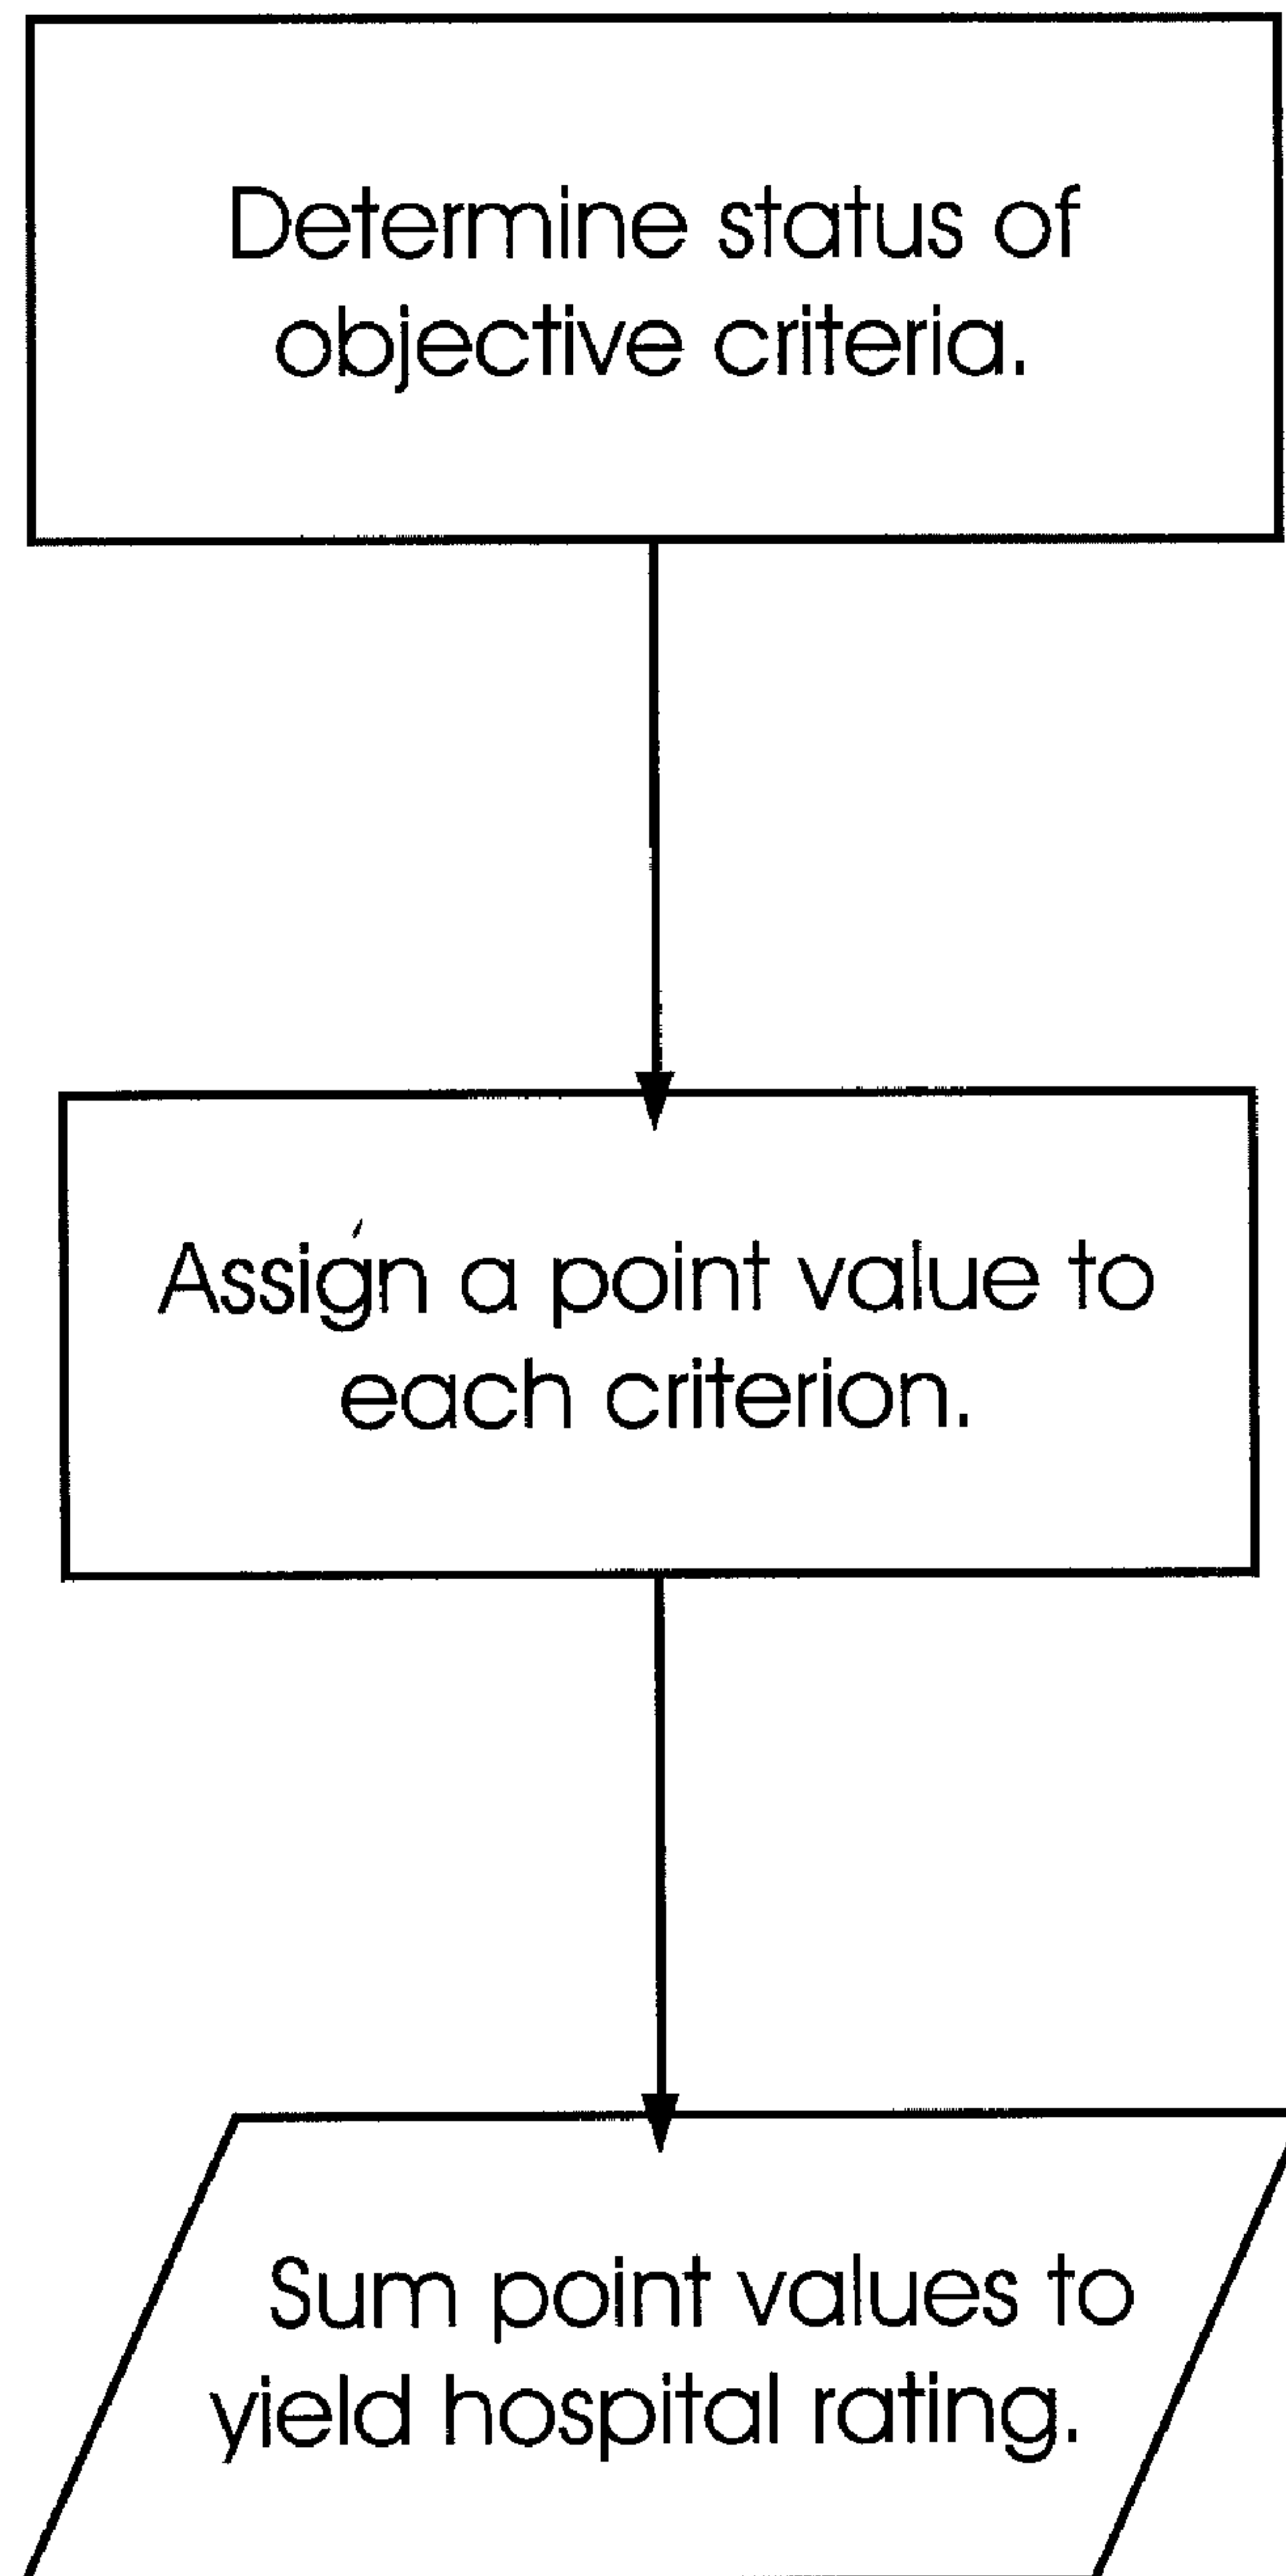 Determine status of
objective criteria.
Assign a point value to
each criterion.
Sum point values to
yield hospital rating.